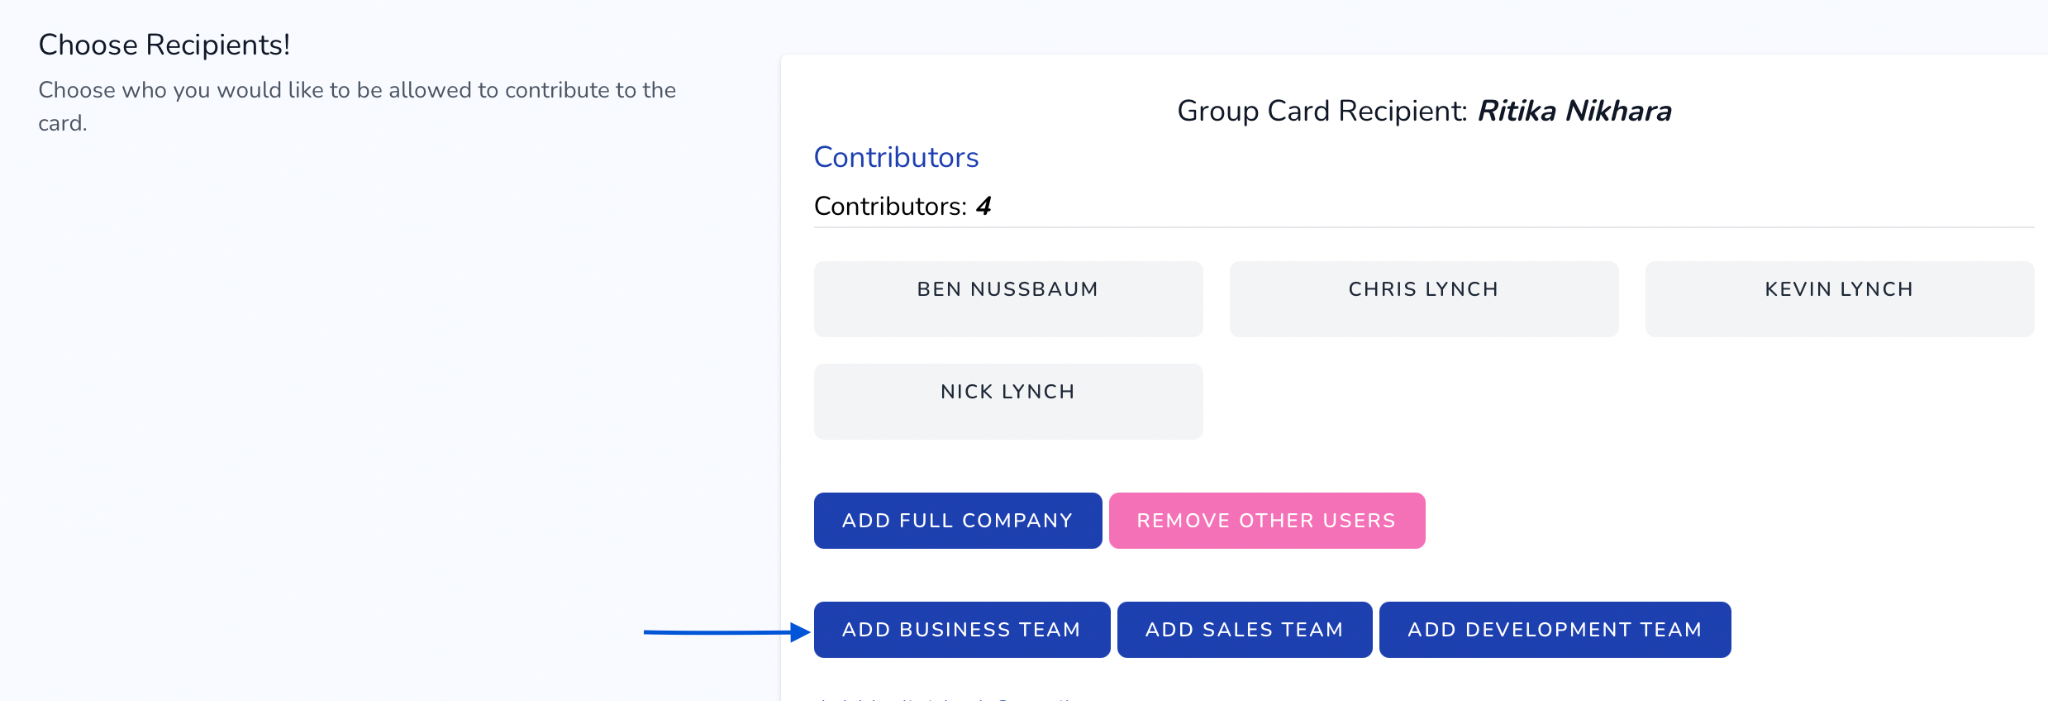 Choose Recipients!
Choose who you would like to be allowed to contribute to the
card.
Group Card Recipient: Ritika Nikhara
Contributors
Contributors: 4
BEN NUSSBAUM
CHRIS LYNCH
KEVIN LYNCH
NICK LYNCH
ADD FULL COMPANY
REMOVE OTHER USERS
ADD BUSINESS TEAM
ADD SALES TEAM
ADD DEVELOPMENT TEAM